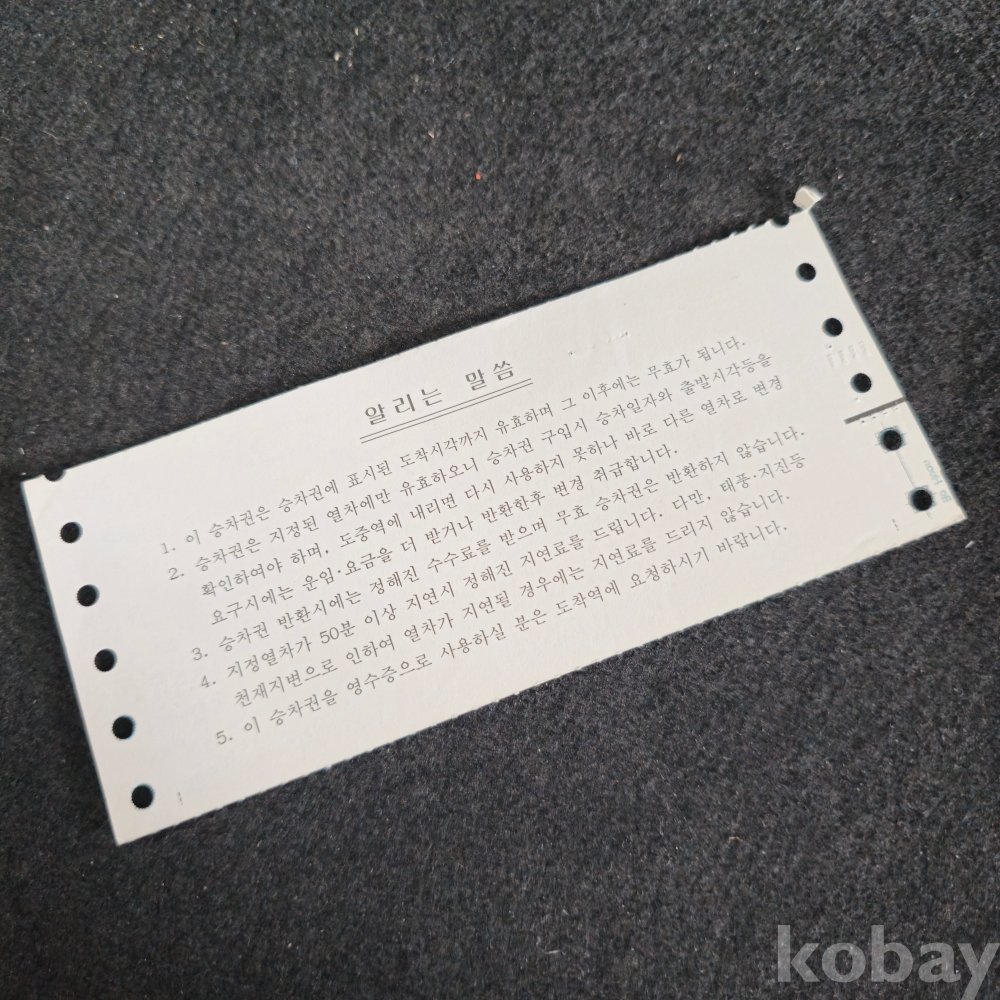 알리는 말씀
1. 이 승차권은 승차권에 표시된 도착시각까지 유효하며 그 이후에는 무효가 됩니다.
2. 승차권은 지정된 열차에만 유효하오니 승차권 구입시 승차일자와 출발시각등을
확인하여야 하며, 도중역에 내리면 다시 사용하지 못하나 바로 다른 열차로 변경
요구시에는 운임·요금을 더 받거나 반환한후 변경 취급합니다.
3. 승차권 반환시에는 정해진 수수료를 받으며 무효 승차권은 반환하지 않습니다.
4. 지정열차가 50분 이상 지연시 정해진 지연료를 드립니다. 다만, 태풍·지진등
천재지변으로 인하여 열차가 지연될 경우에는 지연료를 드리지 않습니다.
5. 이 승차권을 영수증으로 사용하실 분은 도착역에 요청하시기 바랍니다.
kobay